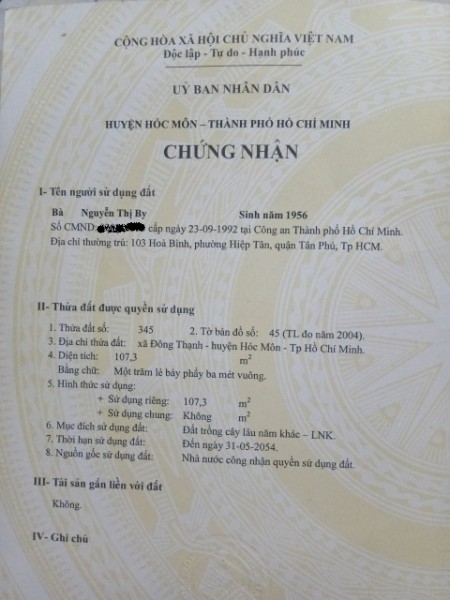 CỘNG HÒA XÃ HỘI CHỦ NGHĨA VIỆT NAM
Độc lập - Tự do - Hạnh phúc
UỶ BAN NHÂN DÂN
HUYỆN HÓC MÔN – THÀNH PHỐ HỒ CHÍ MINH
CHỨNG NHẬN
I- Tên người sử dụng đất
Bà Nguyễn Thị By Sinh năm 1956
Số CMND: cấp ngày 23-09-1992 tại Công an Thành phố Hồ Chí Minh.
Địa chỉ thường trú: 103 Hoà Bình, phường Hiệp Tân, quận Tân Phú, Tp HCM.
II- Thửa đất được quyền sử dụng
1. Thửa đất số: 345 2. Tờ bản đồ số: 45 (TL đo năm 2004).
3. Địa chỉ thửa đất: xã Đông Thạnh - huyện Hóc Môn - Tp Hồ Chí Minh.
4. Diện tích: 107,3 m²
Bằng chữ: Một trăm lẻ bảy phẩy ba mét vuông.
5. Hình thức sử dụng:
+ Sử dụng riêng: 107,3 m²
+ Sử dụng chung: Không m²
6. Mục đích sử dụng đất: Đất trồng cây lâu năm khác – LNK.
7. Thời hạn sử dụng đất: Đến ngày 31-05-2054.
8. Nguồn gốc sử dụng đất: Nhà nước công nhận quyền sử dụng đất.
III- Tài sản gắn liền với đất
Không.
IV- Ghi chú